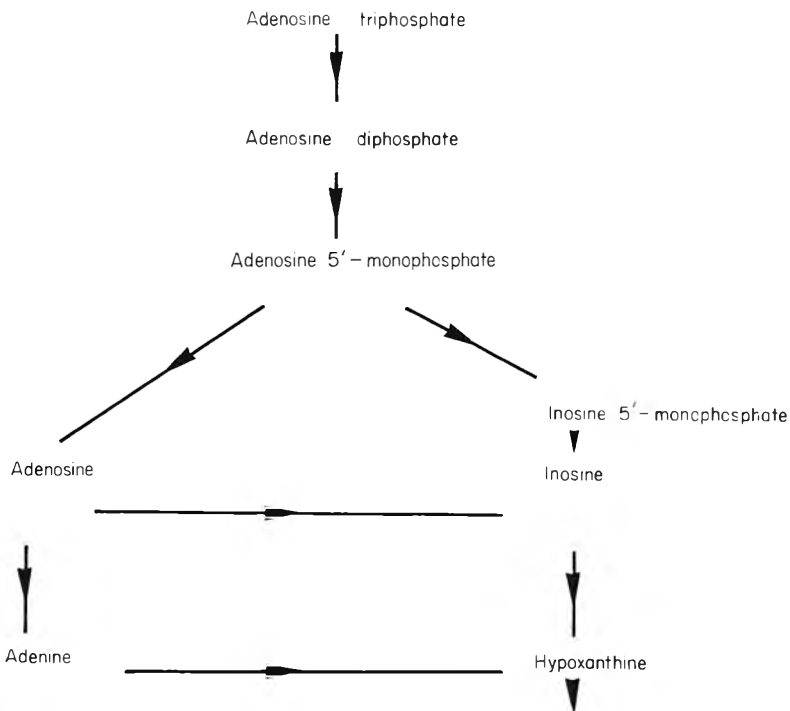 Adenosine triphosphate
Adenosine diphosphate
Adenosine 5′–monophosphate
Inosine 5′–monophosphate
Adenosine
Inosine
Adenine
Hypoxanthine